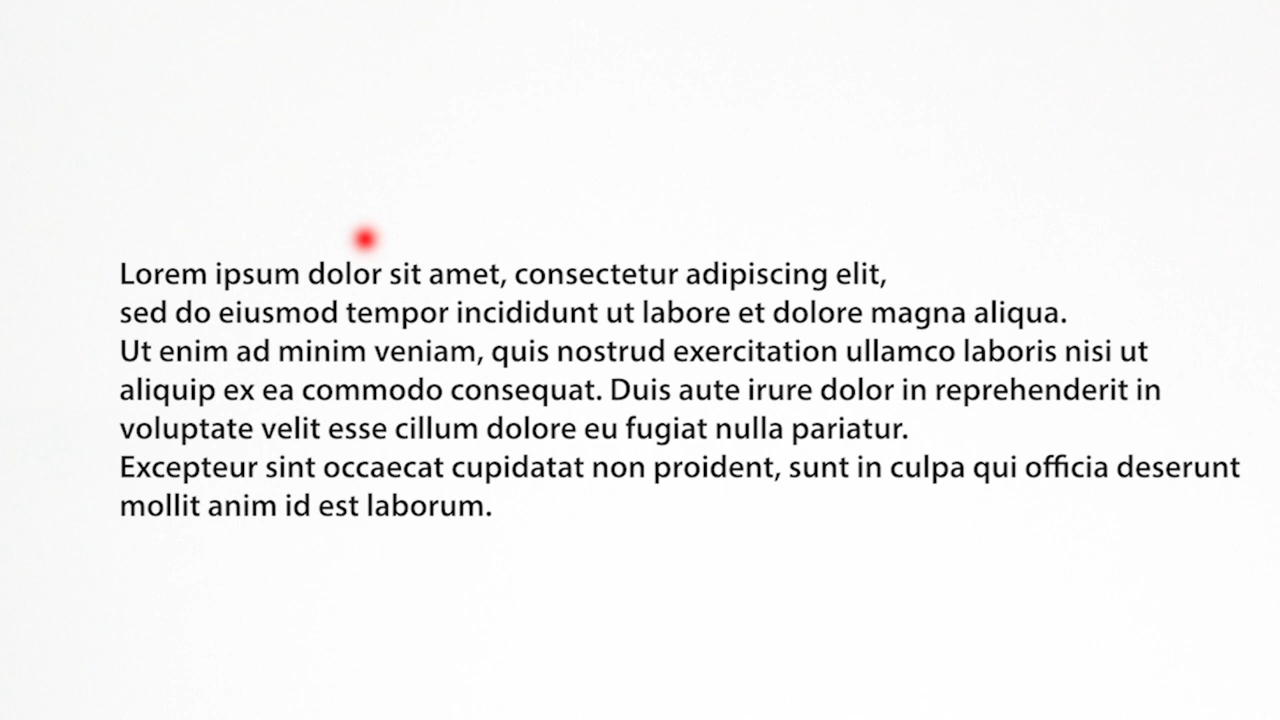 Lorem ipsum dolor sit amet, consectetur adipiscing elit,
sed do eiusmod tempor incididunt ut labore et dolore magna aliqua.
Ut enim ad minim veniam, quis nostrud exercitation ullamco laboris nisi ut
aliquip ex ea commodo consequat. Duis aute irure dolor in reprehenderit in
voluptate velit esse cillum dolore eu fugiat nulla pariatur.
Excepteur sint occaecat cupidatat non proident, sunt in culpa qui officia deserunt
mollit anim id est laborum.